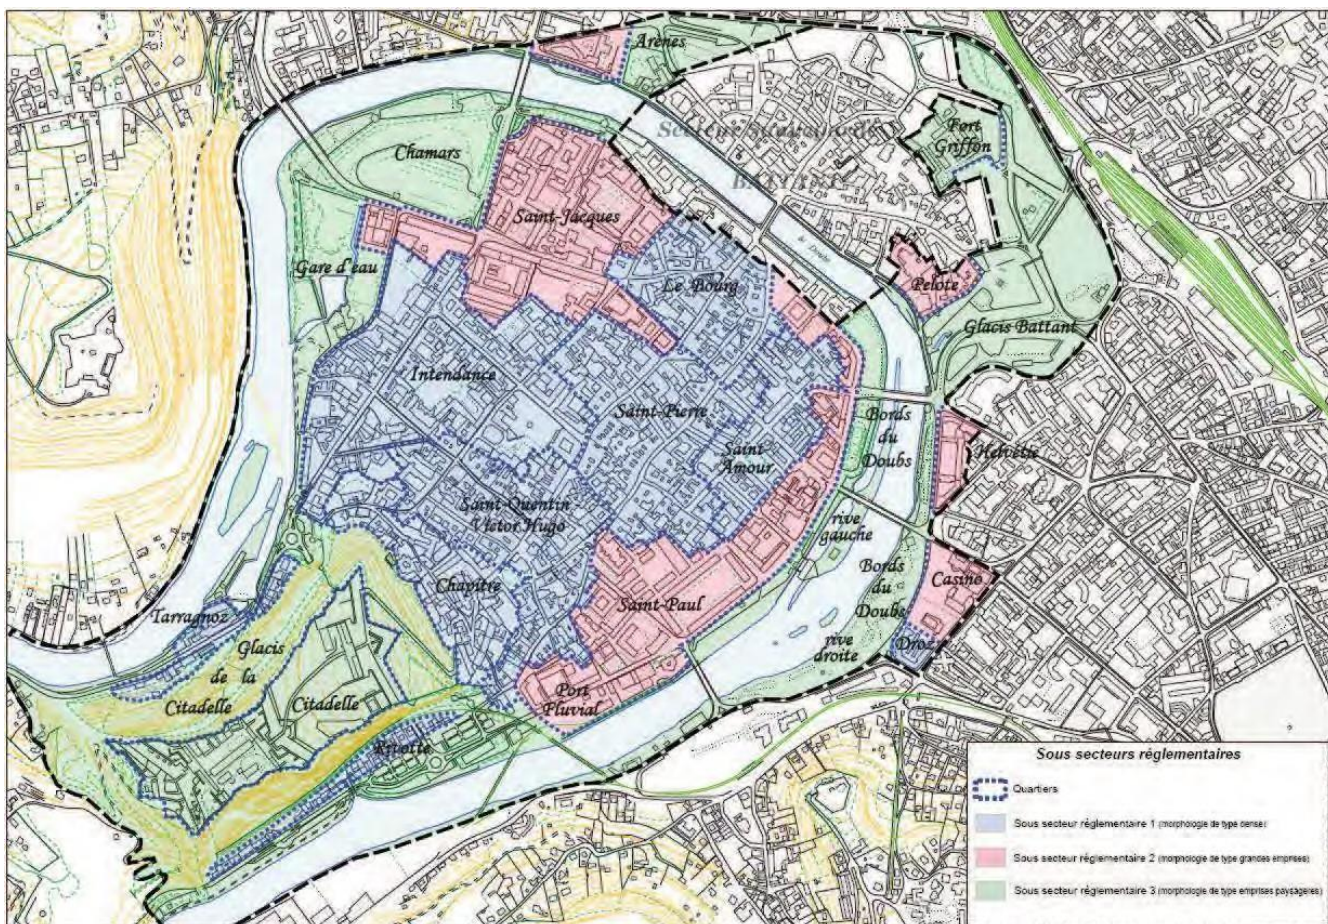 Arènes
Chamars
Fort
Griffon
Saint-Jacques
le Doubs
Gare d'eau
Le Bourg
Pelote
Glacis Battant
Intendance
Saint-Pierre
Bords
du
Doubs
Helvétie
Saint
Amour
Saint-Quentin
Victor Hugo
rive
gauche
Chapitre
Bords
du
Doubs
Casino
Saint-Paul
Tarragnoz
rive
droite
Droz
Glacis
de la
Citadelle
Citadelle
Port
Fluvial
Rivotte
Sous secteurs réglementaires
Quartiers
Sous secteur réglementaire 1 (morphologie de type dense)
Sous secteur réglementaire 2 (morphologie de type grandes emprises)
Sous secteur réglementaire 3 (morphologie de type emprises paysagères)